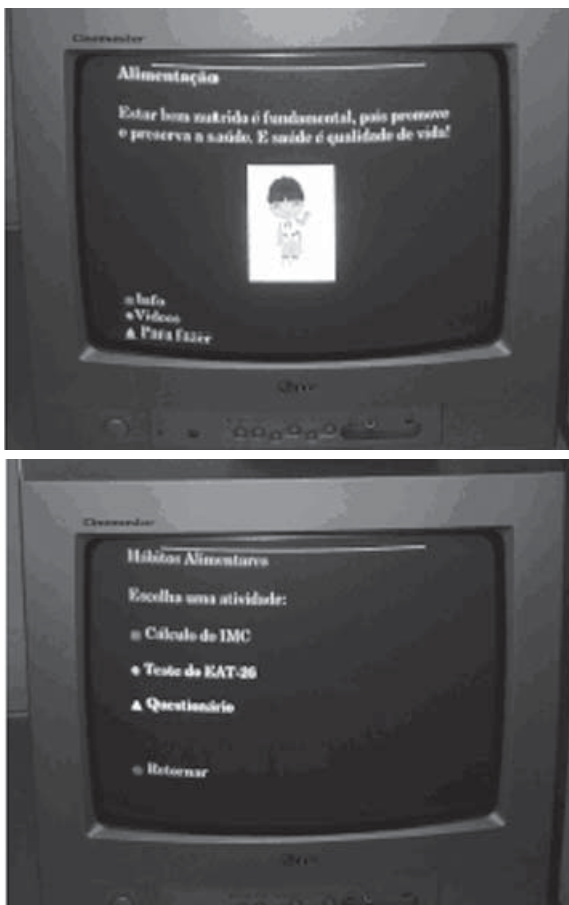 Alimentação
Estar bem nutrido é fundamental, pois promove
e preserva a saúde. E saúde é qualidade de vida!
Info
Vídeos
Para fazer
Hábitos Alimentares
Escolha uma atividade:
Cálculo do IMC
Teste do EAT-26
Questionário
Retornar